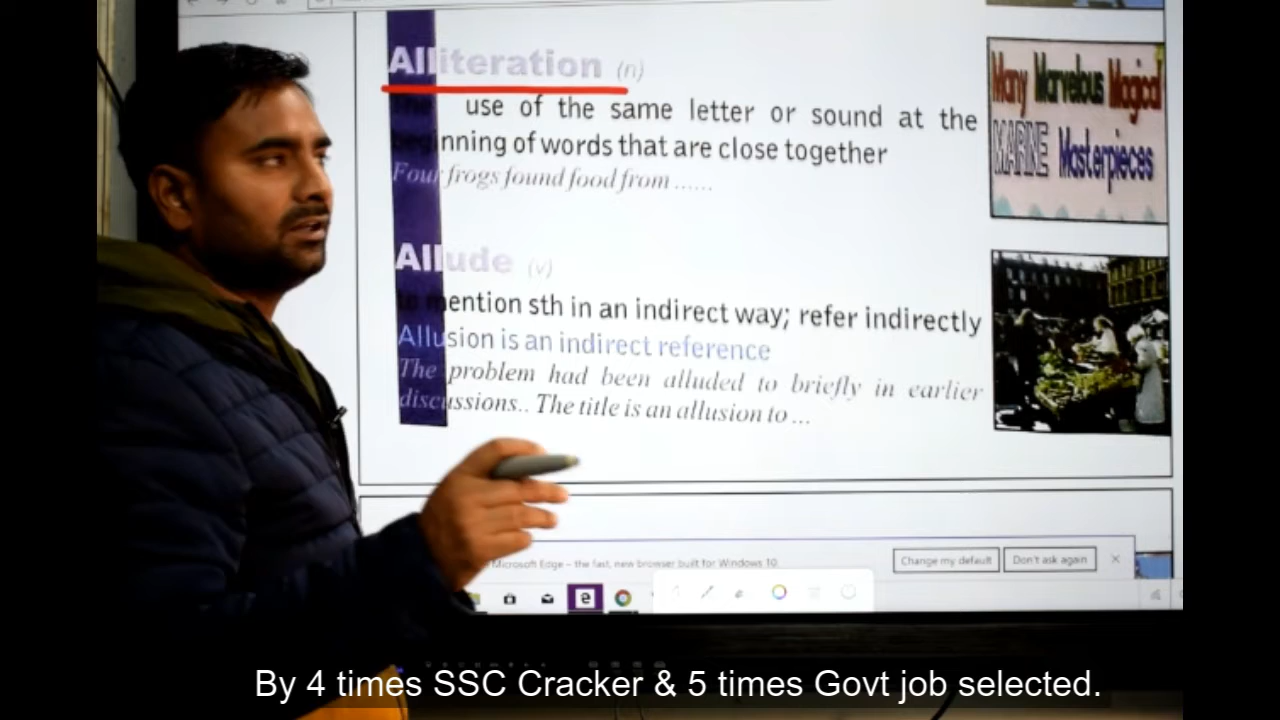 Alliteration (n)
The use of the same letter or sound at the
beginning of words that are close together
Four frogs found food from ......
Many Marvelous Magical
MARINE Masterpieces
Allude (v)
to mention sth in an indirect way; refer indirectly
Allusion is an indirect reference
The problem had been alluded to briefly in earlier
discussions.. The title is an allusion to ...
Microsoft Edge – the fast, new browser built for Windows 10. Change my default Don't ask again
By 4 times SSC Cracker & 5 times Govt job selected.